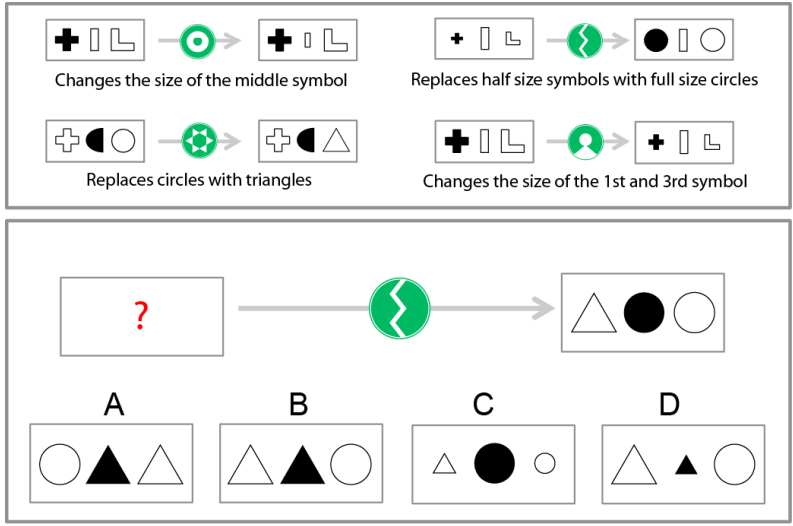 Changes the size of the middle symbol
Replaces half size symbols with full size circles
Replaces circles with triangles
Changes the size of the 1st and 3rd symbol
?
A
B
C
D